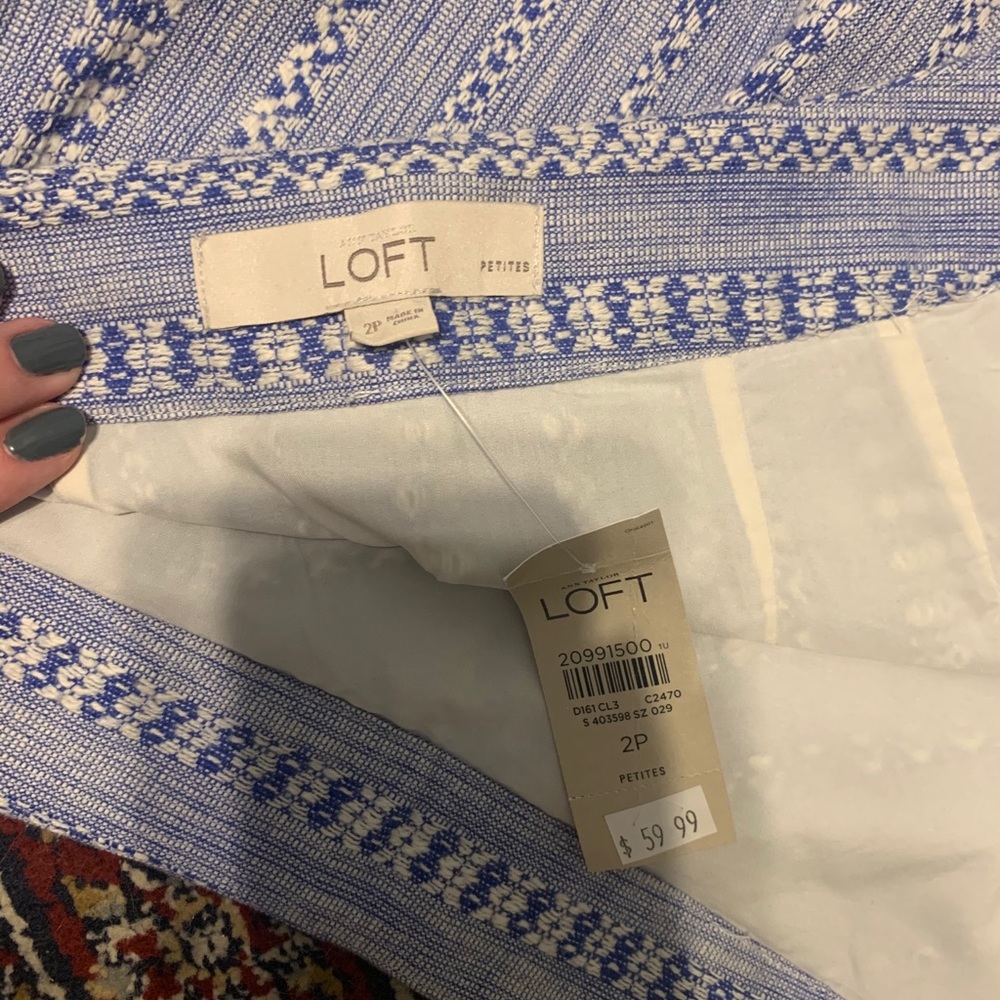 ANN TAYLOR
LOFT
PETITES
2P
MADE IN
CHINA
ANN TAYLOR
LOFT
20991500 1U
D161 CL3 C2470
S 403598 SZ 029
2P
PETITES
$ 59 99